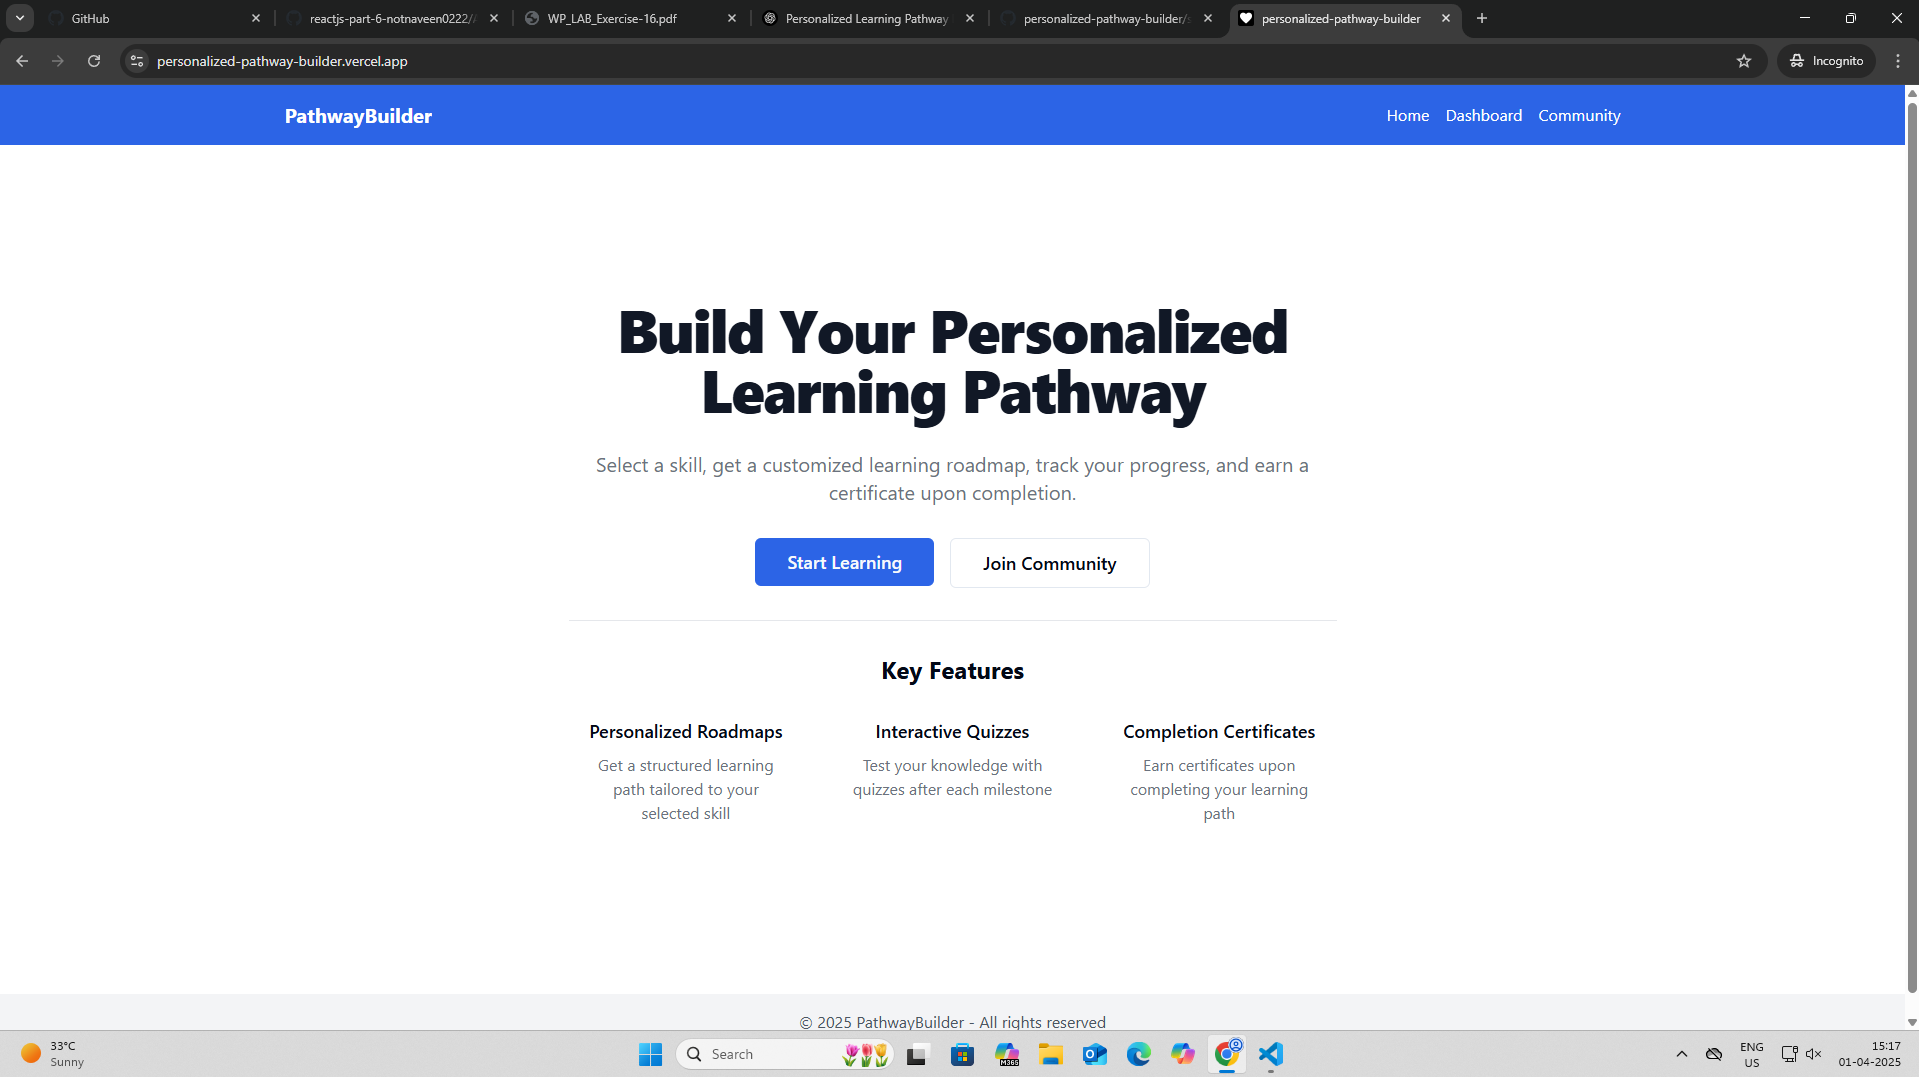 GitHub
reactjs-part-6-notnaveen0222/
WP_LAB_Exercise-16.pdf
Personalized Learning Pathway
personalized-pathway-builder/s
personalized-pathway-builder
personalized-pathway-builder.vercel.app
Incognito
PathwayBuilder
Home Dashboard Community
Build Your Personalized
Learning Pathway
Select a skill, get a customized learning roadmap, track your progress, and earn a
certificate upon completion.
Start Learning
Join Community
Key Features
Personalized Roadmaps
Get a structured learning
path tailored to your
selected skill
Interactive Quizzes
Test your knowledge with
quizzes after each milestone
Completion Certificates
Earn certificates upon
completing your learning
path
© 2025 PathwayBuilder - All rights reserved
33°C
Sunny
Search
M365
ENG
US
15:17
01-04-2025